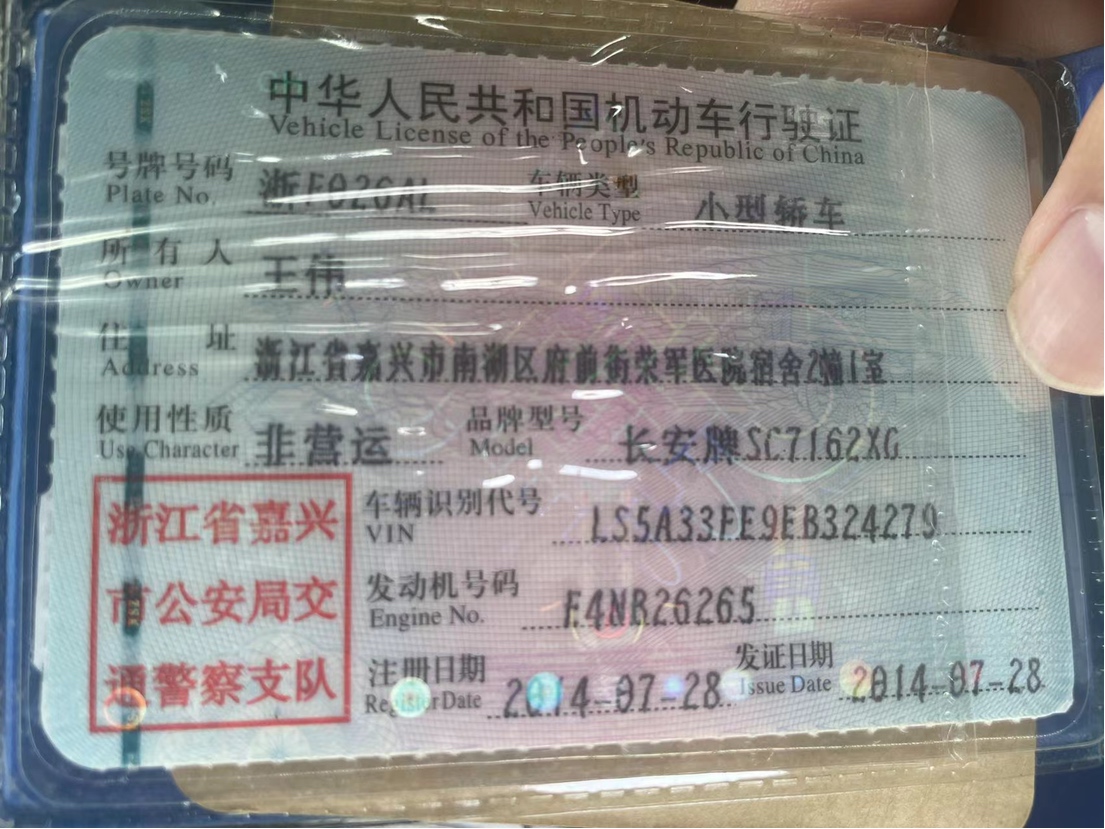 中华人民共和国机动车行驶证
Vehicle License of the People's Republic of China
号牌号码 浙F026AL 车辆类型 小型轿车
Plate No. Vehicle Type
所有人 王伟
Owner
住址 浙江省嘉兴市南湖区府前街荣军医院宿舍2幢1室
Address
使用性质 非营运 品牌型号 长安牌SC7162XG
Use Character Model
浙江省嘉兴
市公安局交
通警察支队
车辆识别代号 LS5A33FE9EB324279
VIN
发动机号码 E4NR26265
Engine No.
注册日期 2014-07-28 发证日期 2014-07-28
Register Date Issue Date